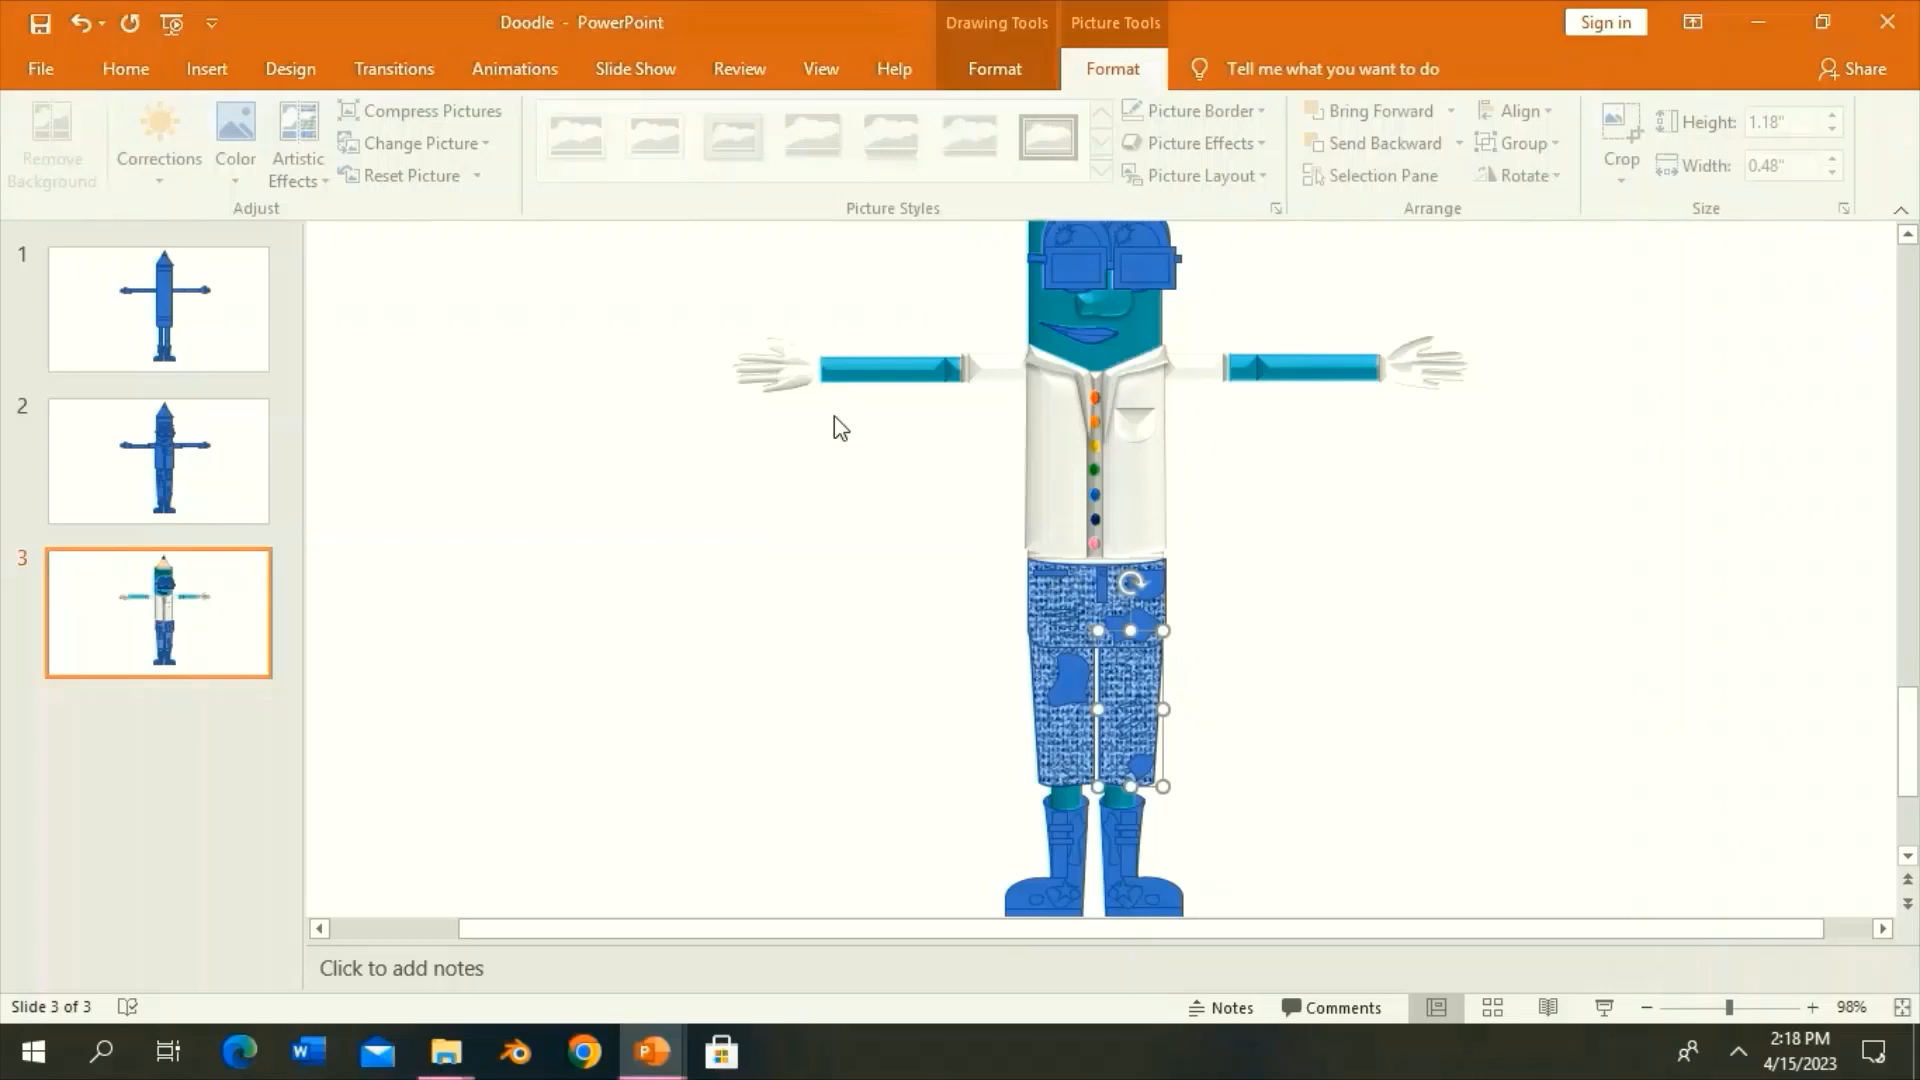 Doodle - PowerPoint
Drawing Tools
Picture Tools
Sign in
File
Home
Insert
Design
Transitions
Animations
Slide Show
Review
View
Help
Format
Format
Tell me what you want to do
Share
Remove
Background
Corrections
Color
Artistic
Effects
Compress Pictures
Change Picture
Reset Picture
Adjust
Picture Styles
Picture Border
Picture Effects
Picture Layout
Bring Forward
Send Backward
Selection Pane
Align
Group
Rotate
Arrange
Crop
Height: 1.18"
Width: 0.48"
Size
1
2
3
Click to add notes
Slide 3 of 3
Notes
Comments
98%
2:18 PM
4/15/2023